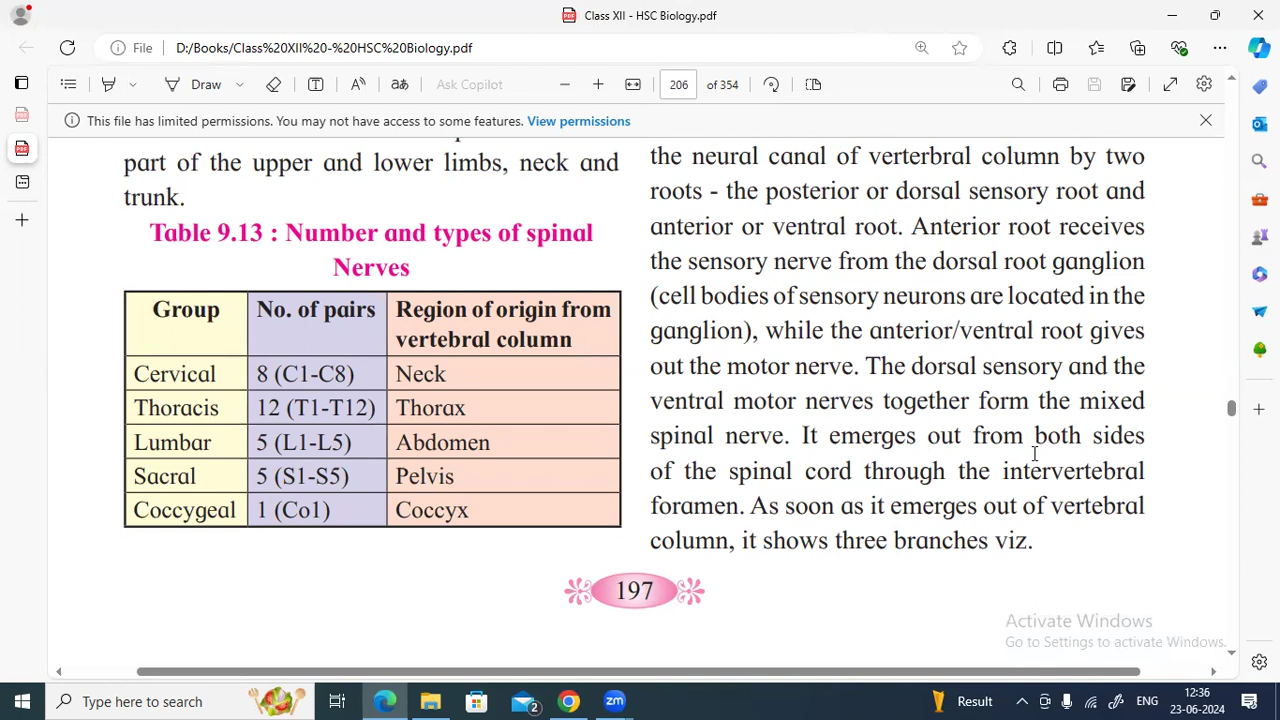 Class XII - HSC Biology.pdf
File
D:/Books/Class%20XII%20-%20HSC%20Biology.pdf
Draw
Ask Copilot
206
of 354
This file has limited permissions. You may not have access to some features. View permissions
part of the upper and lower limbs, neck and
trunk.
Table 9.13 : Number and types of spinal
Nerves
Group No. of pairs Region of origin from
vertebral column
Cervical 8 (C1-C8) Neck
Thoracis 12 (T1-T12) Thorax
Lumbar 5 (L1-L5) Abdomen
Sacral 5 (S1-S5) Pelvis
Coccygeal 1 (Co1) Coccyx
the neural canal of verterbral column by two
roots - the posterior or dorsal sensory root and
anterior or ventral root. Anterior root receives
the sensory nerve from the dorsal root ganglion
(cell bodies of sensory neurons are located in the
ganglion), while the anterior/ventral root gives
out the motor nerve. The dorsal sensory and the
ventral motor nerves together form the mixed
spinal nerve. It emerges out from both sides
of the spinal cord through the intervertebral
foramen. As soon as it emerges out of vertebral
column, it shows three branches viz.
197
Activate Windows
Go to Settings to activate Windows.
Type here to search
2
zm
Result
ENG
12:36
23-06-2024